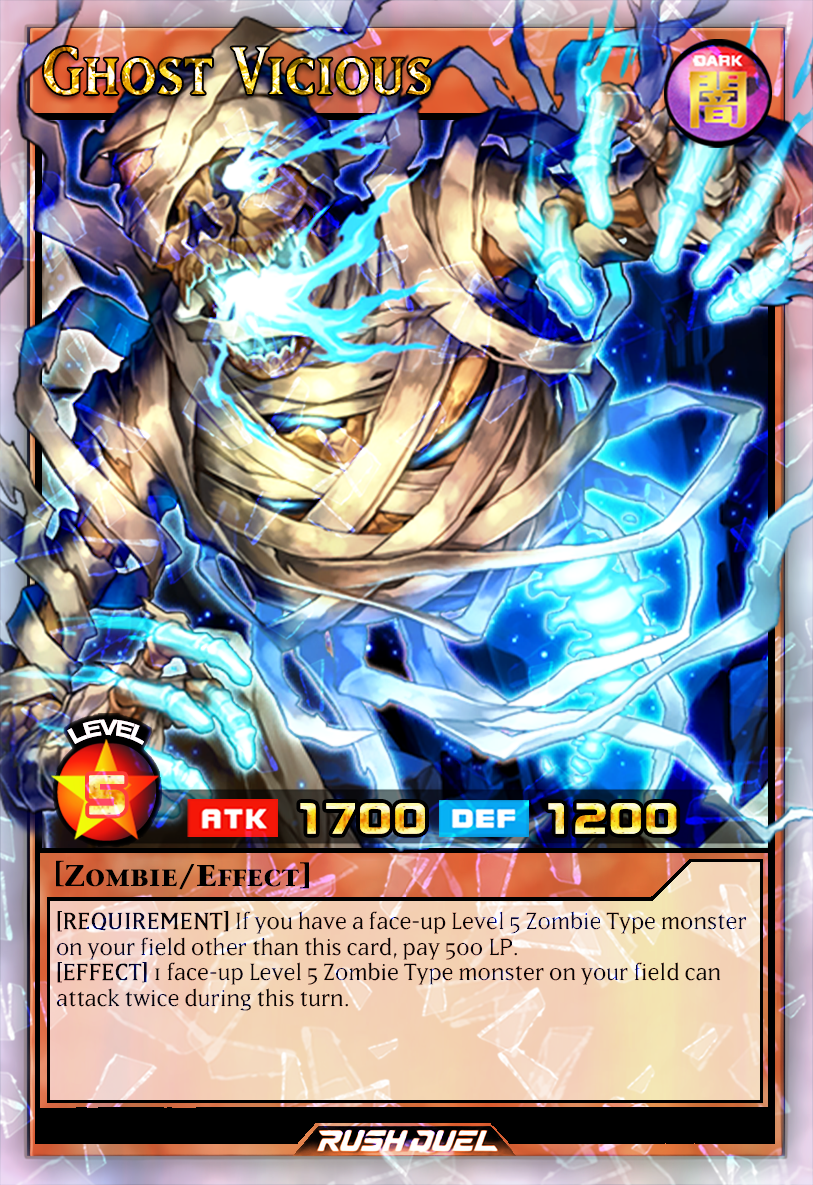 Ghost Vicious
DARK
闇
LEVEL
5
ATK 1700 DEF 1200
[Zombie/Effect]
[REQUIREMENT] If you have a face-up Level 5 Zombie Type monster
on your field other than this card, pay 500 LP.
[EFFECT] 1 face-up Level 5 Zombie Type monster on your field can
attack twice during this turn.
RUSH DUEL